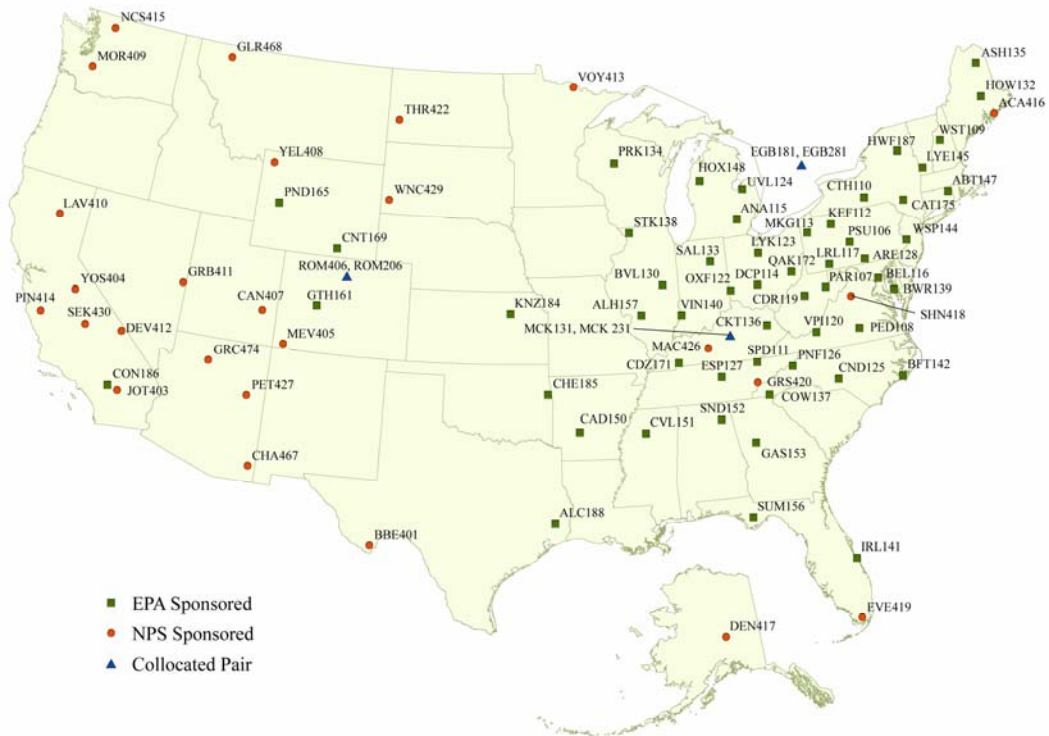 NCS415
MOR409
GLR468
VOY413
ASH135
HOW132
ACA416
THR422
WST109
HWF187
PRK134
EGB181, EGB281
LYE145
YEL408
HOX148
UVL124
PND165
WNC429
CTH110
ABT147
LAV410
ANA115
CAT175
STK138
MKG113
KEF112
PSU106
WSP144
CNT169
LYK123
SAL133
LRL117
ARE128
ROM406, ROM206
QAK172
YOS404
GRB411
BVL130
OXF122
DCP114
PAR107
BEL116
BWR139
PIN414
GTH161
CAN407
KNZ184
ALH157
VIN140
CDR119
SEK430
SHN418
DEV412
CKT136
MCK131, MCK 231
VPI120
PED108
MEV405
MAC426
GRC474
CDZ171
ESP127
SPD111
PNF126
CND125
BFT142
CON186
JOT403
PET427
CHE185
GRS420
COW137
CAD150
CVL151
SND152
GAS153
CHA467
ALC188
SUM156
BBE401
IRL141
EPA Sponsored
EVE419
NPS Sponsored
DEN417
Collocated Pair